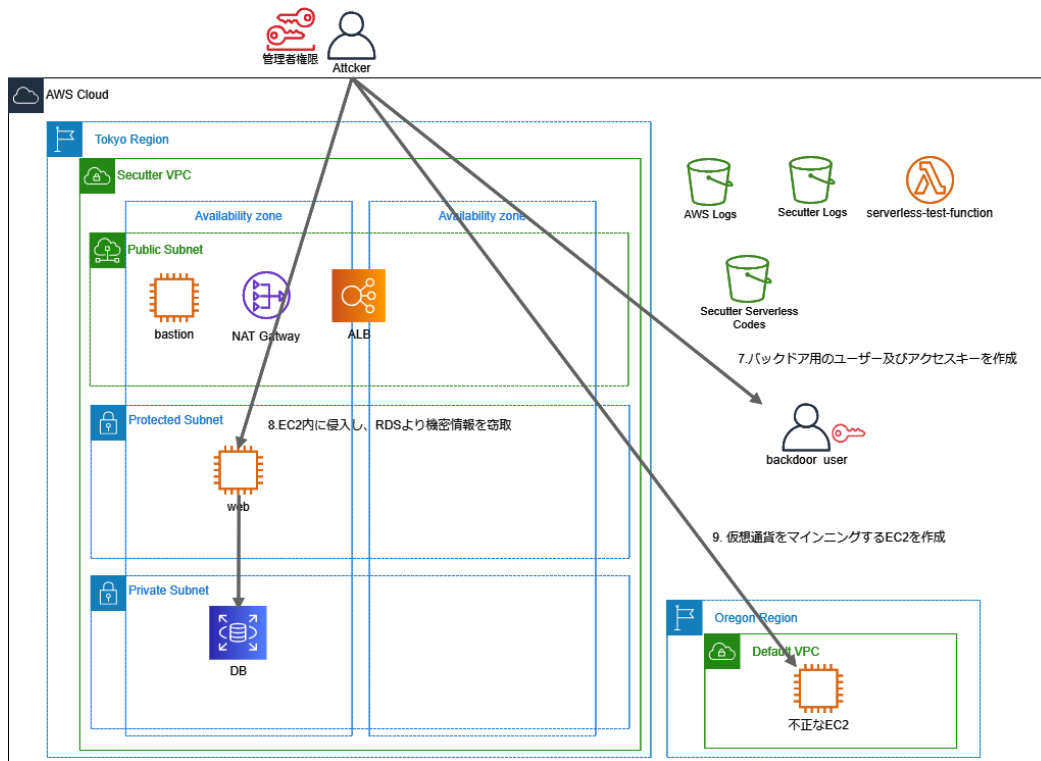 管理者権限
Attcker
AWS Cloud
Tokyo Region
Secutter VPC
Availability zone
Availability zone
Public Subnet
bastion
NAT Gatway
ALB
AWS Logs
Secutter Logs
serverless-test-function
Secutter Serverless
Codes
7.バックドア用のユーザー及びアクセスキーを作成
Protected Subnet
8.EC2内に侵入し、RDSより機密情報を窃取
web
backdoor_user
9. 仮想通貨をマインニングするEC2を作成
Private Subnet
DB
Oregon Region
Default VPC
不正なEC2